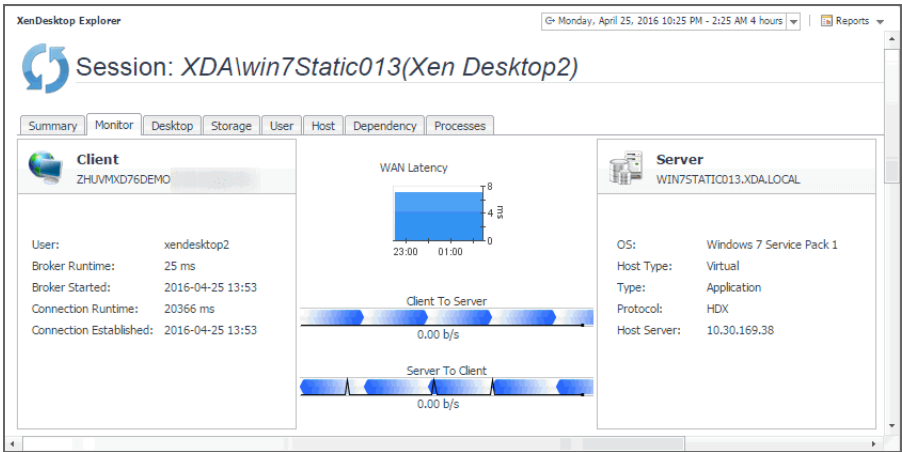 XenDesktop Explorer
Monday, April 25, 2016 10:25 PM - 2:25 AM 4 hours
Reports
Session: XDA\win7Static013(Xen Desktop2)
Summary Monitor Desktop Storage User Host Dependency Processes
Client
ZHUVMXD76DEMO
User: xendesktop2
Broker Runtime: 25 ms
Broker Started: 2016-04-25 13:53
Connection Runtime: 20366 ms
Connection Established: 2016-04-25 13:53
WAN Latency
8
4
0
ms
23:00 01:00
Client To Server
0.00 b/s
Server To Client
0.00 b/s
Server
WIN7STATIC013.XDA.LOCAL
OS: Windows 7 Service Pack 1
Host Type: Virtual
Type: Application
Protocol: HDX
Host Server: 10.30.169.38